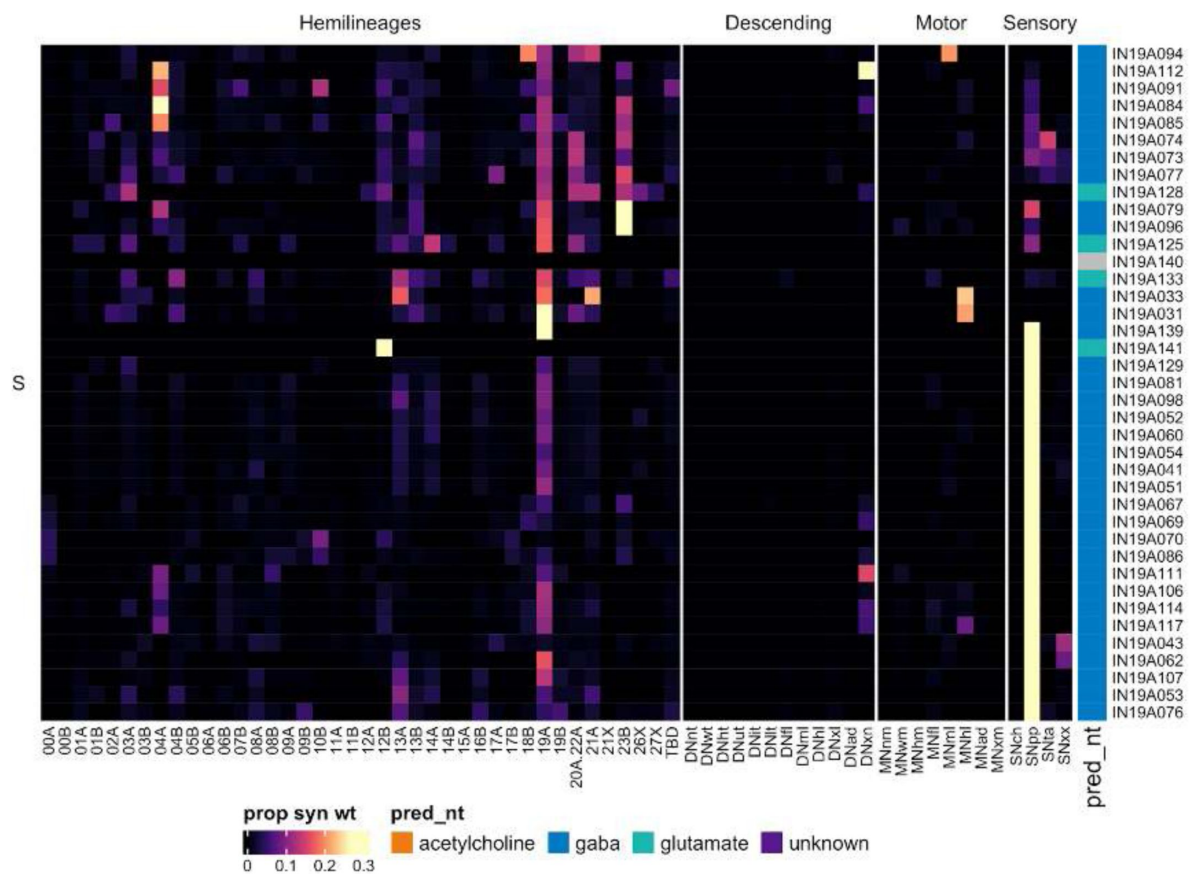 Hemilineages Descending Motor Sensory
IN19A094
IN19A112
IN19A091
IN19A084
IN19A085
IN19A074
IN19A073
IN19A077
IN19A128
IN19A079
IN19A096
IN19A125
IN19A140
IN19A133
IN19A033
IN19A031
IN19A139
IN19A141
IN19A129
IN19A081
IN19A098
IN19A052
IN19A060
IN19A054
IN19A041
IN19A051
IN19A067
IN19A069
IN19A070
IN19A086
IN19A111
IN19A106
IN19A114
IN19A117
IN19A043
IN19A062
IN19A107
IN19A053
IN19A076
S
00A 00B 01A 01B 02A 03A 03B 04A 04B 05B 06A 06B 07B 08A 08B 09A 09B 10B 11A 11B 12A 12B 13A 13B 14A 14B 15A 16B 17A 17B 18B 19A 19B 20A.22A 21A 21X 23B 26X 27X TBD DNnt DNwt DNht DNut DNit DNlt DNfl DNml DNhl DNxl DNad DNxn MNnm MNwm MNhm MNfl MNml MNhl MNad MNxm SNch SNpp SNta SNxx pred_nt
prop syn wt pred_nt
acetylcholine gaba glutamate unknown
0 0.1 0.2 0.3